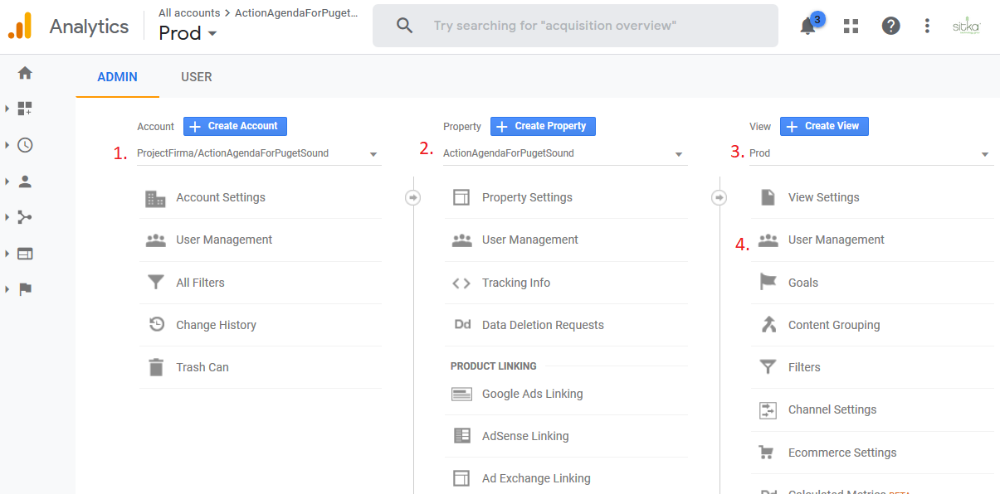 Analytics
All accounts > ActionAgendaForPuget...
Prod
Try searching for "acquisition overview"
3
sitka
ADMIN
USER
Account
Create Account
1.
ProjectFirma/ActionAgendaForPugetSound
Account Settings
User Management
All Filters
Change History
Trash Can
Property
Create Property
2.
ActionAgendaForPugetSound
Property Settings
User Management
Tracking Info
Dd Data Deletion Requests
PRODUCT LINKING
Google Ads Linking
AdSense Linking
Ad Exchange Linking
View
Create View
3.
Prod
View Settings
4.
User Management
Goals
Content Grouping
Filters
Channel Settings
Ecommerce Settings
Dd Calculated Metrics BETA